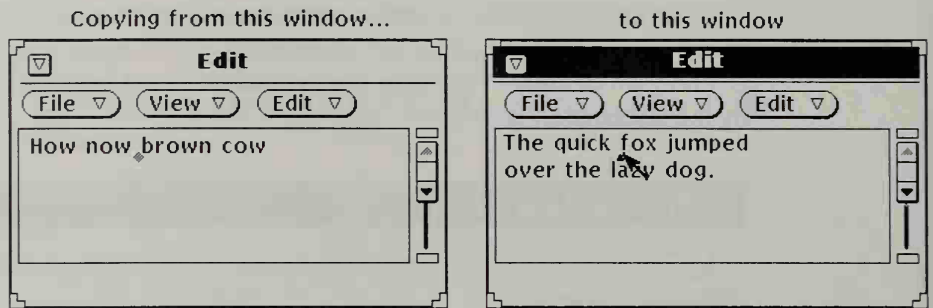 Copying from this window...
to this window
Edit
File View Edit
How now brown cow
Edit
File View Edit
The quick fox jumped
over the lazy dog.